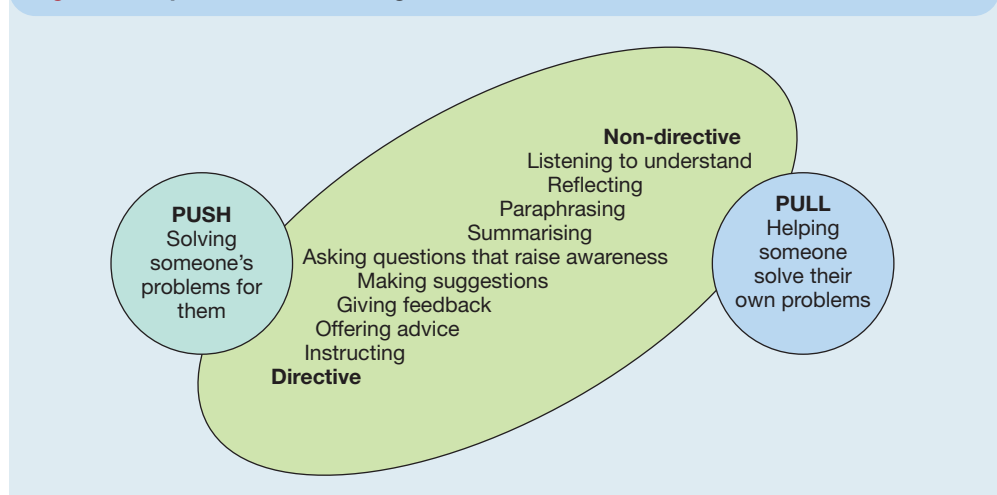 Non-directive
Listening to understand
Reflecting
Paraphrasing
Summarising
Asking questions that raise awareness
Making suggestions
Giving feedback
Offering advice
Instructing
Directive
PUSH
Solving
someone's
problems for
them
PULL
Helping
someone
solve their
own problems